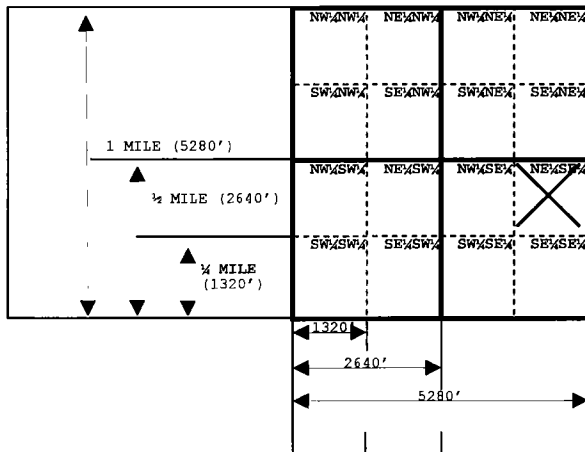 NW¼NW¼ NE¼NW¼ NW¼NE¼ NE¼NE¼
SW¼NW¼ SE¼NW¼ SW¼NE¼ SE¼NE¼
1 MILE (5280')
NW¼SW¼ NE¼SW¼ NW¼SE¼ NE¼SE¼
½ MILE (2640')
SW¼SW¼ SE¼SW¼ SW¼SE¼ SE¼SE¼
¼ MILE
(1320')
1320'
2640'
5280'